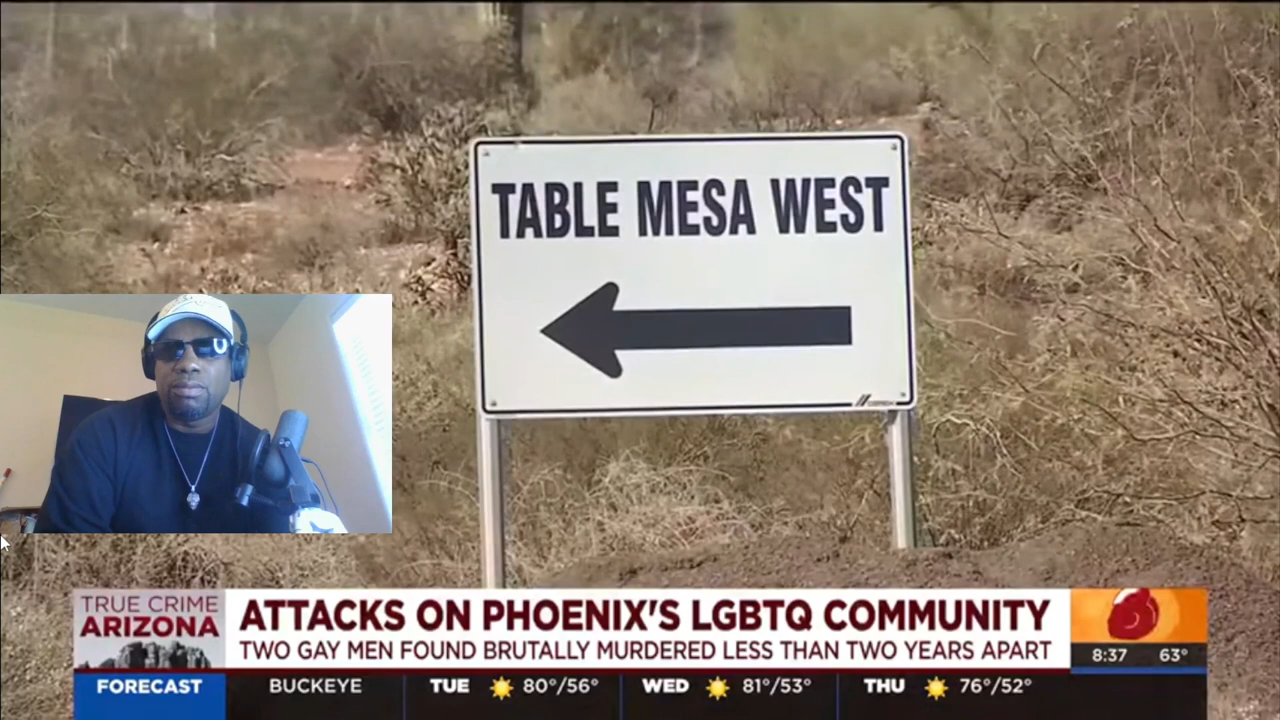 TABLE MESA WEST
TRUE CRIME
ARIZONA
ATTACKS ON PHOENIX'S LGBTQ COMMUNITY
TWO GAY MEN FOUND BRUTALLY MURDERED LESS THAN TWO YEARS APART
8:37 63°
FORECAST BUCKEYE TUE 80°/56° WED 81°/53° THU 76°/52°